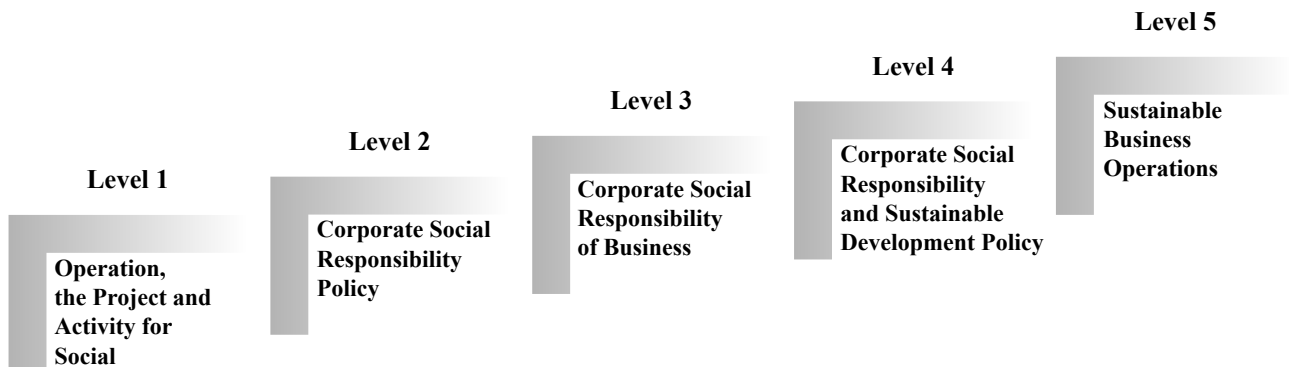 Level 1
Operation,
the Project and
Activity for
Social
Level 2
Corporate Social
Responsibility
Policy
Level 3
Corporate Social
Responsibility
of Business
Level 4
Corporate Social
Responsibility
and Sustainable
Development Policy
Level 5
Sustainable
Business
Operations